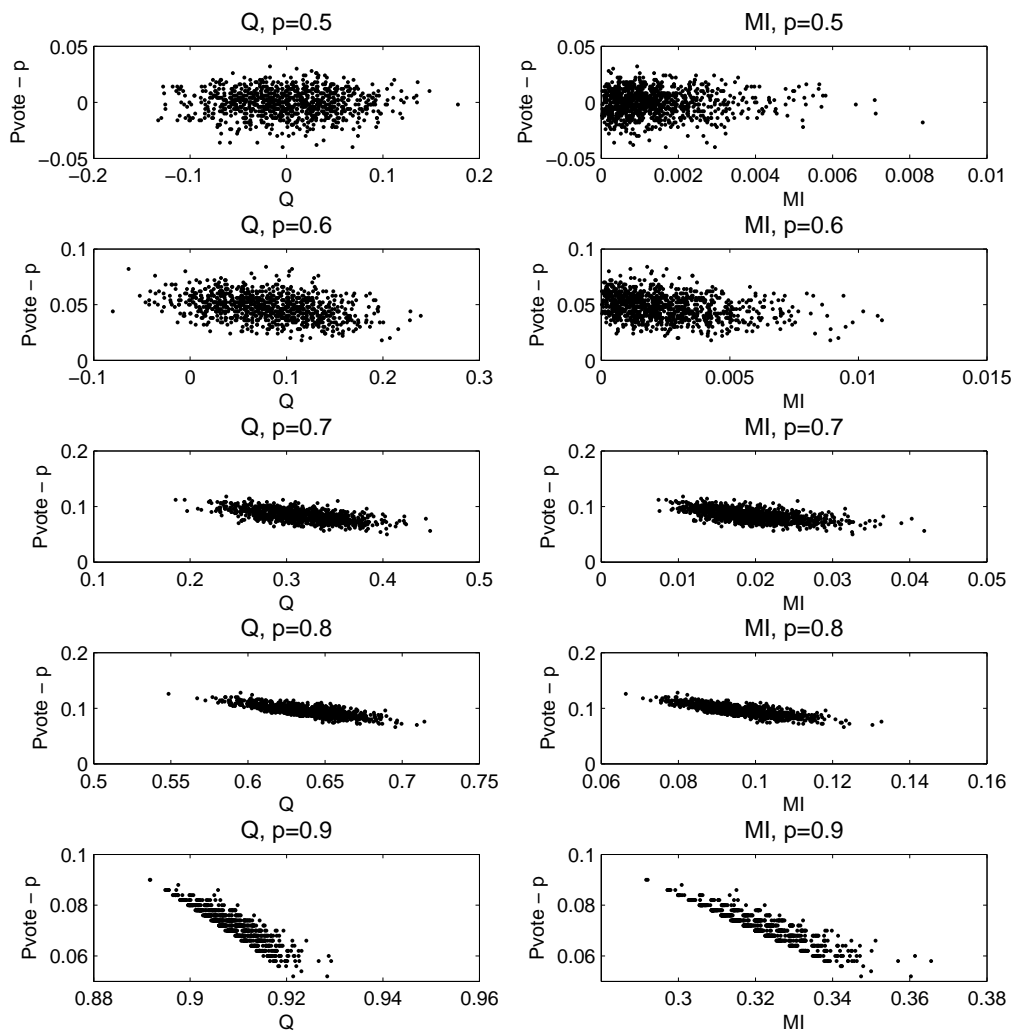 Q, p=0.5
Pvote − p
0.05
0
−0.05
−0.2
−0.1
0
0.1
0.2
Q
MI, p=0.5
Pvote − p
0.05
0
−0.05
0
0.002
0.004
0.006
0.008
0.01
MI
Q, p=0.6
Pvote − p
0.1
0.05
0
−0.1
0
0.1
0.2
0.3
Q
MI, p=0.6
Pvote − p
0.1
0.05
0
0
0.005
0.01
0.015
MI
Q, p=0.7
Pvote − p
0.2
0.1
0
0.1
0.2
0.3
0.4
0.5
Q
MI, p=0.7
Pvote − p
0.2
0.1
0
0
0.01
0.02
0.03
0.04
0.05
MI
Q, p=0.8
Pvote − p
0.2
0.1
0
0.5
0.55
0.6
0.65
0.7
0.75
Q
MI, p=0.8
Pvote − p
0.2
0.1
0
0.06
0.08
0.1
0.12
0.14
0.16
MI
Q, p=0.9
Pvote − p
0.1
0.08
0.06
0.88
0.9
0.92
0.94
0.96
Q
MI, p=0.9
Pvote − p
0.1
0.08
0.06
0.3
0.32
0.34
0.36
0.38
MI